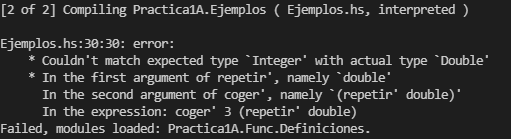 [2 of 2] Compiling Practica1A.Ejemplos ( Ejemplos.hs, interpreted )
Ejemplos.hs:30:30: error:
* Couldn't match expected type `Integer' with actual type `Double'
* In the first argument of repetir', namely `double'
In the second argument of coger', namely `(repetir' double)'
In the expression: coger' 3 (repetir' double)
Failed, modules loaded: Practica1A.Func.Definiciones.